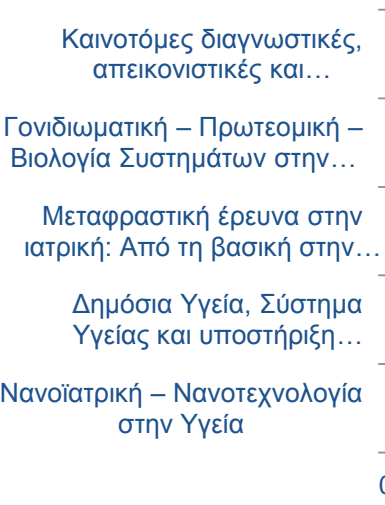 Καινοτόμες διαγνωστικές,
απεικονιστικές και…
Γονιδιωματική – Πρωτεομική –
Βιολογία Συστημάτων στην…
Μεταφραστική έρευνα στην
ιατρική: Από τη βασική στην…
Δημόσια Υγεία, Σύστημα
Υγείας και υποστήριξη…
Νανοϊατρική – Νανοτεχνολογία
στην Υγεία